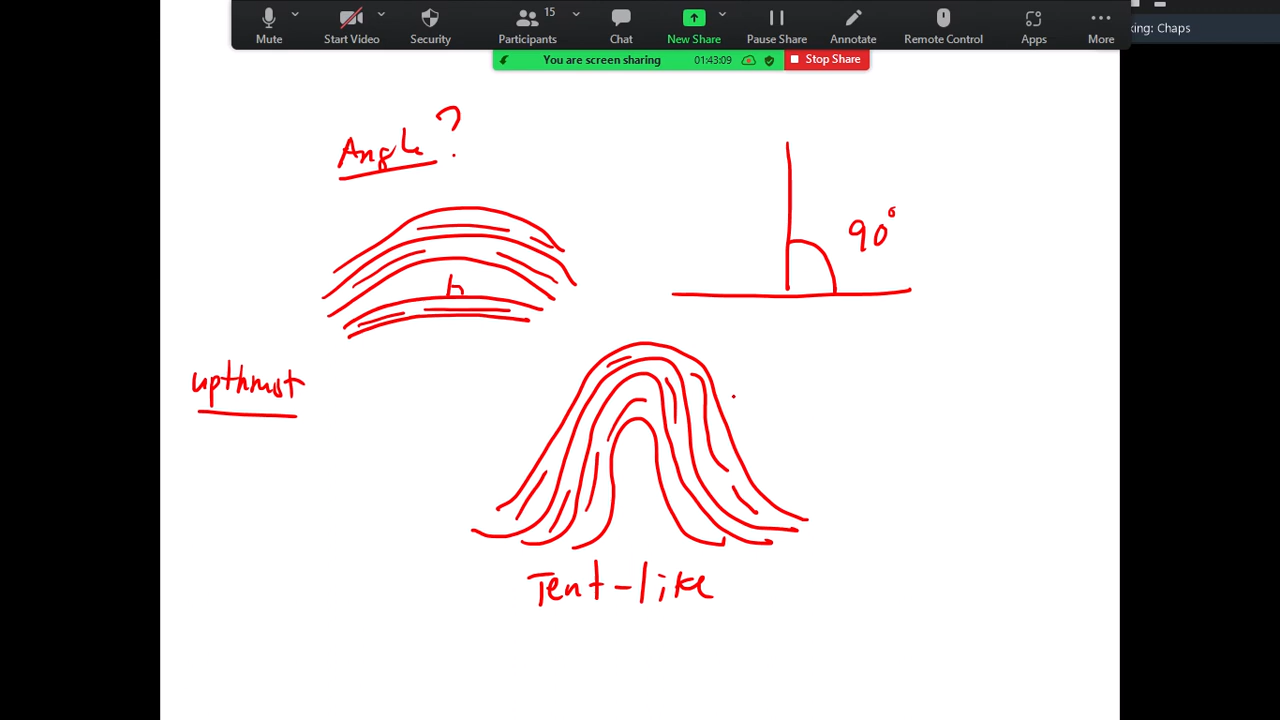 15
Mute
Start Video
Security
Participants
Chat
New Share
Pause Share
Annotate
Remote Control
Apps
More
king: Chaps
You are screen sharing
01:43:09
Stop Share
Angle?
90°
h
upthrust
Tent-like